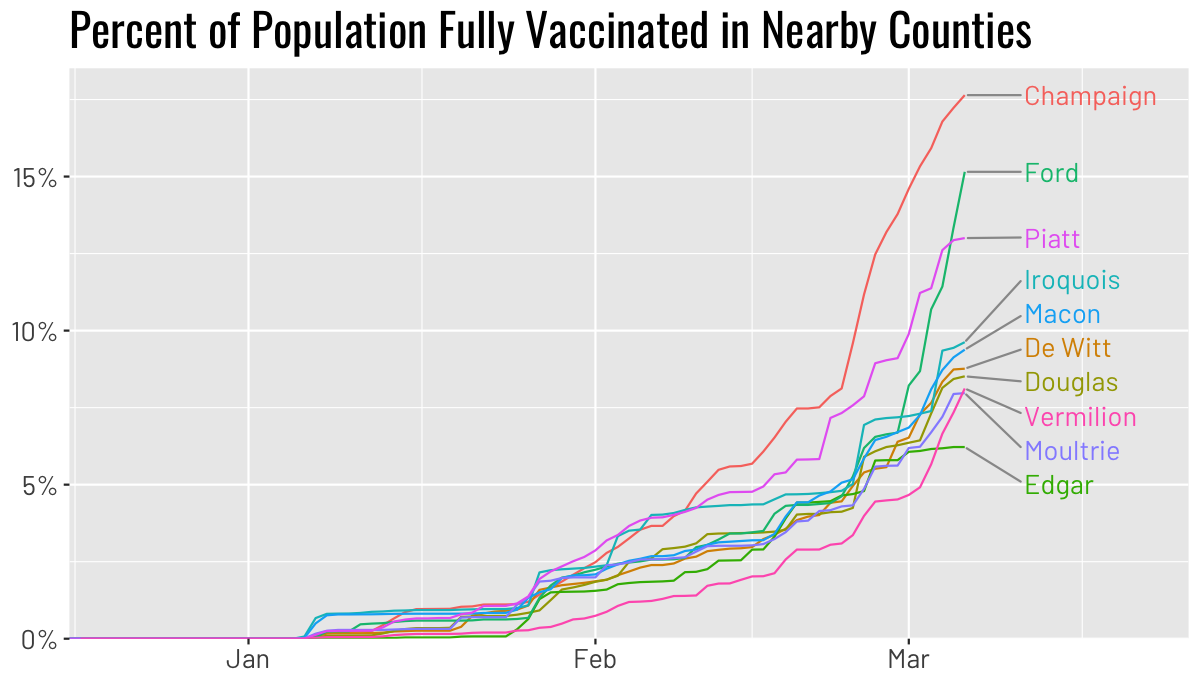 Percent of Population Fully Vaccinated in Nearby Counties
Champaign
15%
Ford
Piatt
Iroquois
10%
Macon
De Witt
Douglas
Vermilion
Moultrie
5%
Edgar
0%
Jan Feb Mar